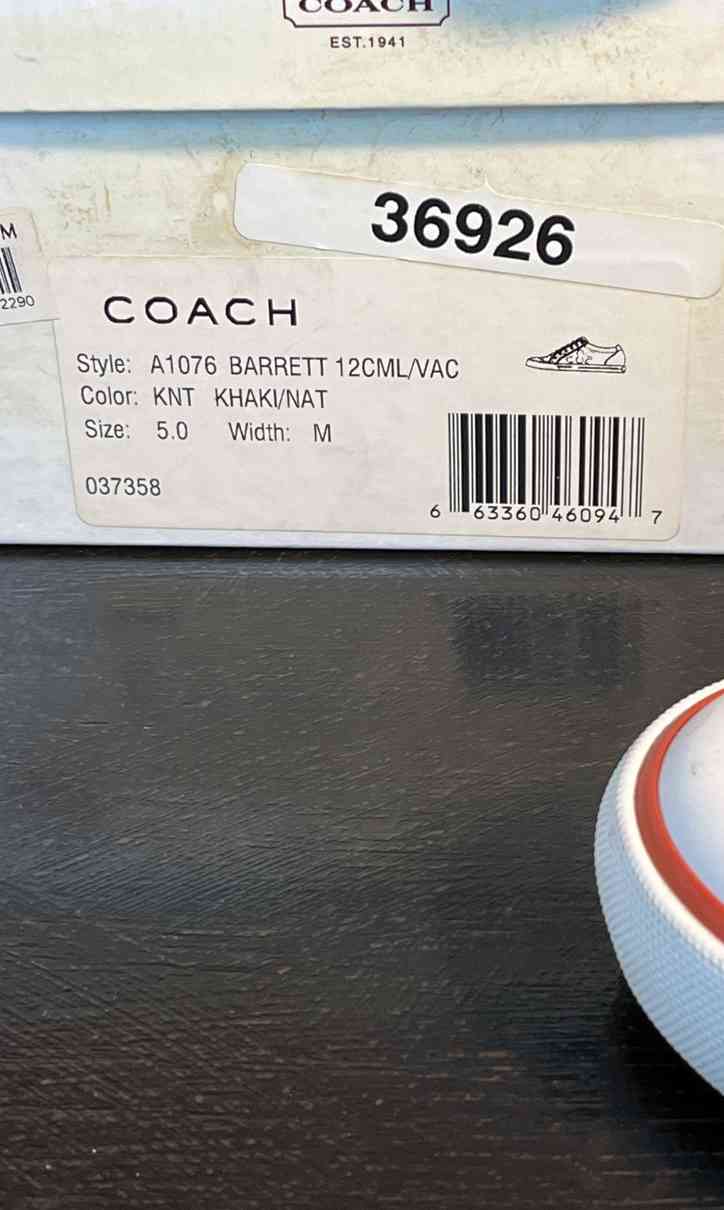 COACH
EST.1941
36926
M
2290
COACH
Style: A1076 BARRETT 12CML/VAC
Color: KNT KHAKI/NAT
Size: 5.0 Width: M
037358
6 63360 46094 7